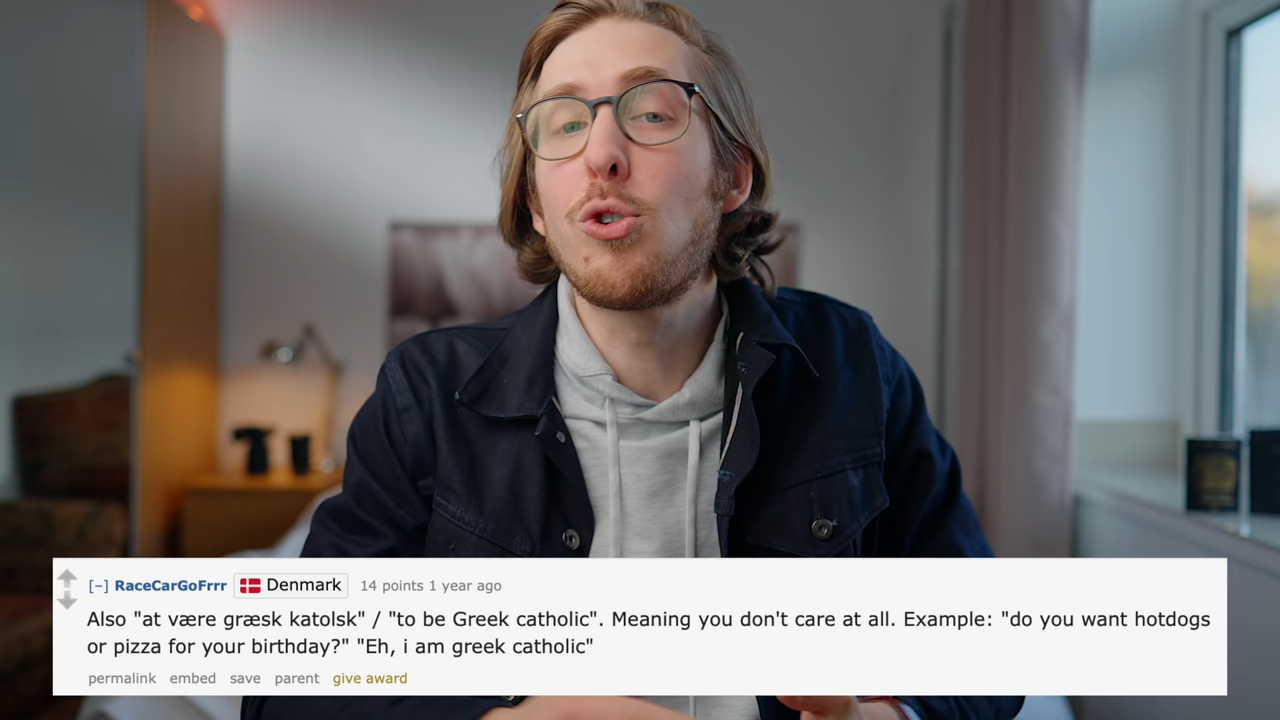 [–] RaceCarGoFrrr Denmark 14 points 1 year ago
Also "at være græsk katolsk" / "to be Greek catholic". Meaning you don't care at all. Example: "do you want hotdogs
or pizza for your birthday?" "Eh, i am greek catholic"
permalink embed save parent give award